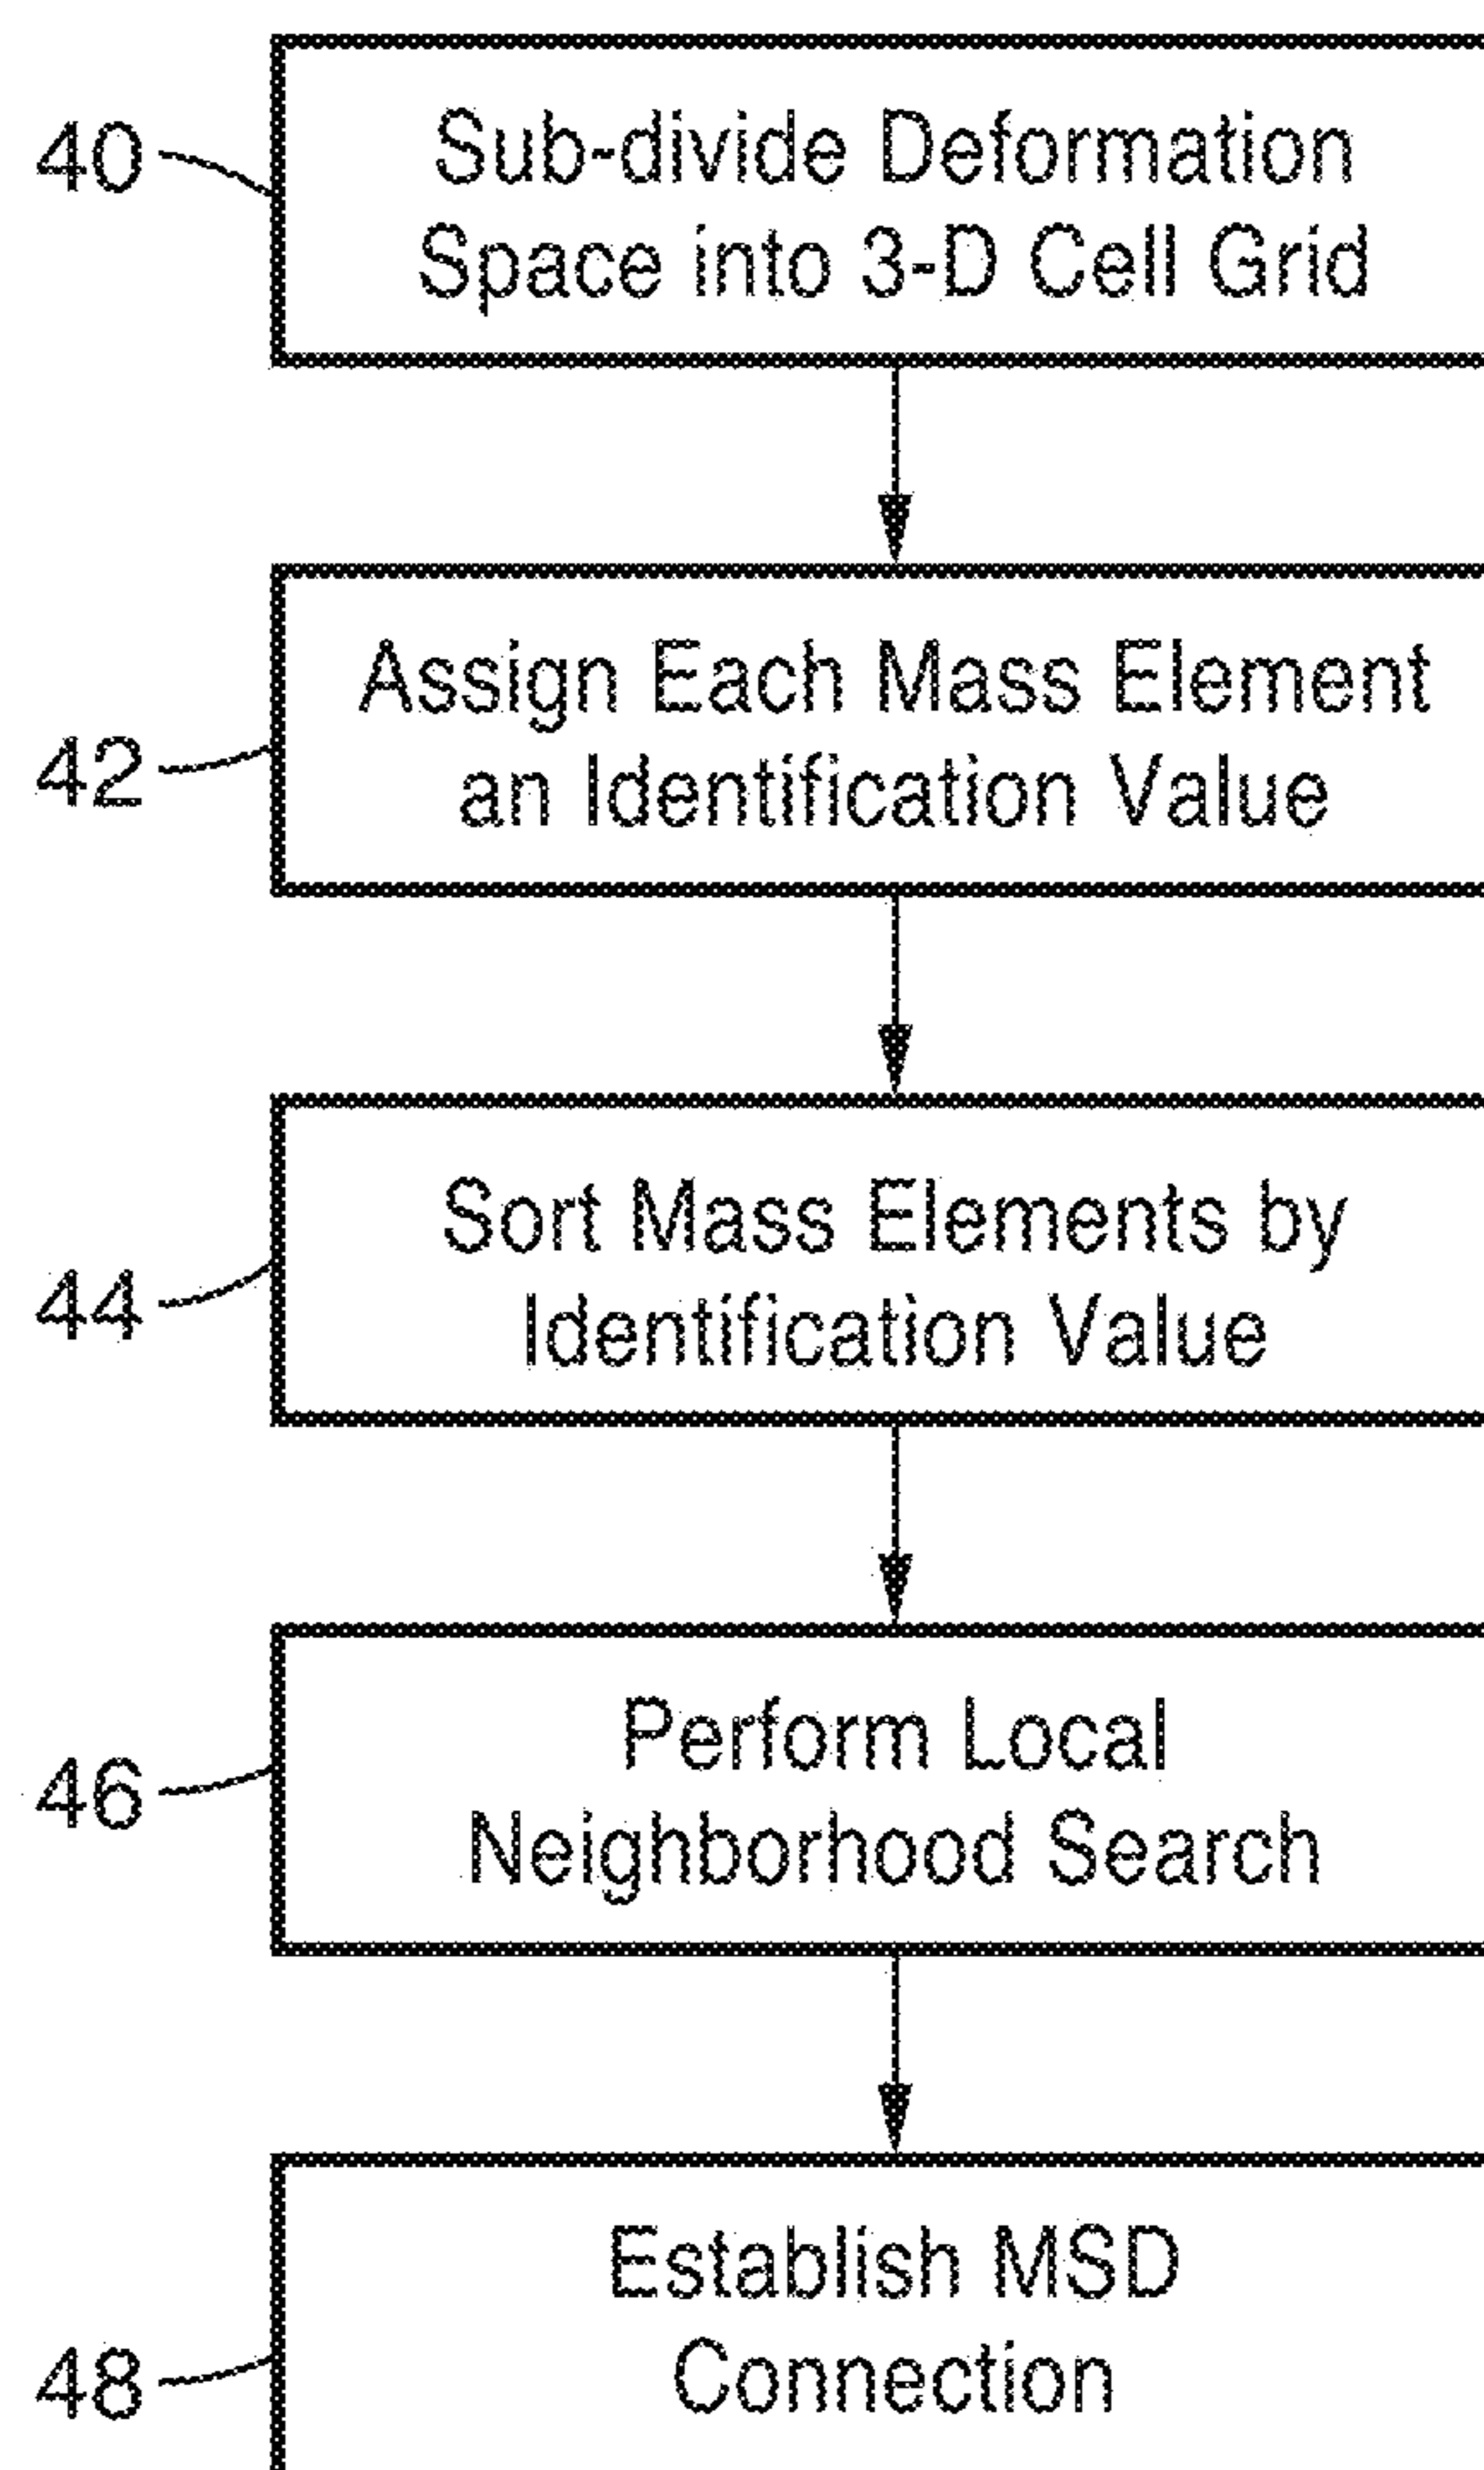 40
Sub-divide Deformation
Space into 3-D Cell Grid
42
Assign Each Mass Element
an Identification Value
44
Sort Mass Elements by
Identification Value
46
Perform Local
Neighborhood Search
48
Establish MSD
Connection